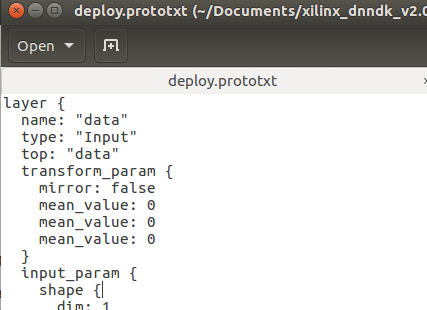 deploy.prototxt (~/Documents/xilinx_dnndk_v2.0
Open
deploy.prototxt
layer {
  name: "data"
  type: "Input"
  top: "data"
  transform_param {
    mirror: false
    mean_value: 0
    mean_value: 0
    mean_value: 0
  }
  input_param {
    shape {
      dim: 1